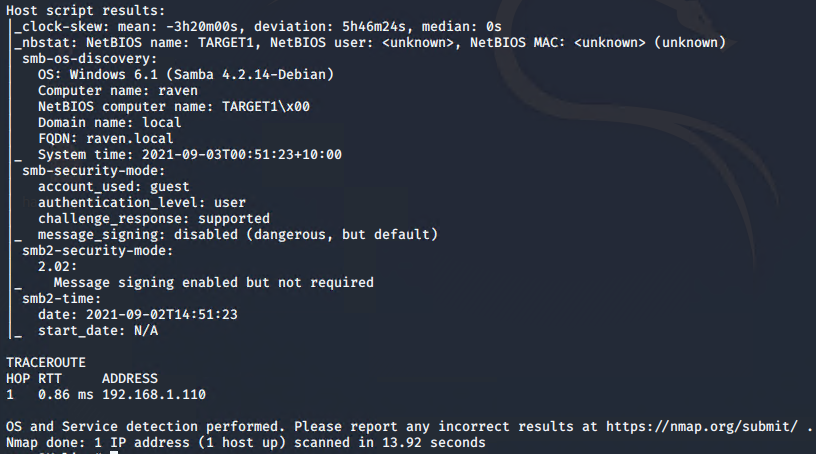 Host script results:
|_clock-skew: mean: -3h20m00s, deviation: 5h46m24s, median: 0s
|_nbstat: NetBIOS name: TARGET1, NetBIOS user: <unknown>, NetBIOS MAC: <unknown> (unknown)
| smb-os-discovery:
|   OS: Windows 6.1 (Samba 4.2.14-Debian)
|   Computer name: raven
|   NetBIOS computer name: TARGET1\x00
|   Domain name: local
|   FQDN: raven.local
|_  System time: 2021-09-03T00:51:23+10:00
| smb-security-mode:
|   account_used: guest
|   authentication_level: user
|   challenge_response: supported
|_  message_signing: disabled (dangerous, but default)
| smb2-security-mode:
|   2.02:
|_    Message signing enabled but not required
| smb2-time:
|   date: 2021-09-02T14:51:23
|_  start_date: N/A
TRACEROUTE
HOP RTT     ADDRESS
1   0.86 ms 192.168.1.110
OS and Service detection performed. Please report any incorrect results at https://nmap.org/submit/ .
Nmap done: 1 IP address (1 host up) scanned in 13.92 seconds